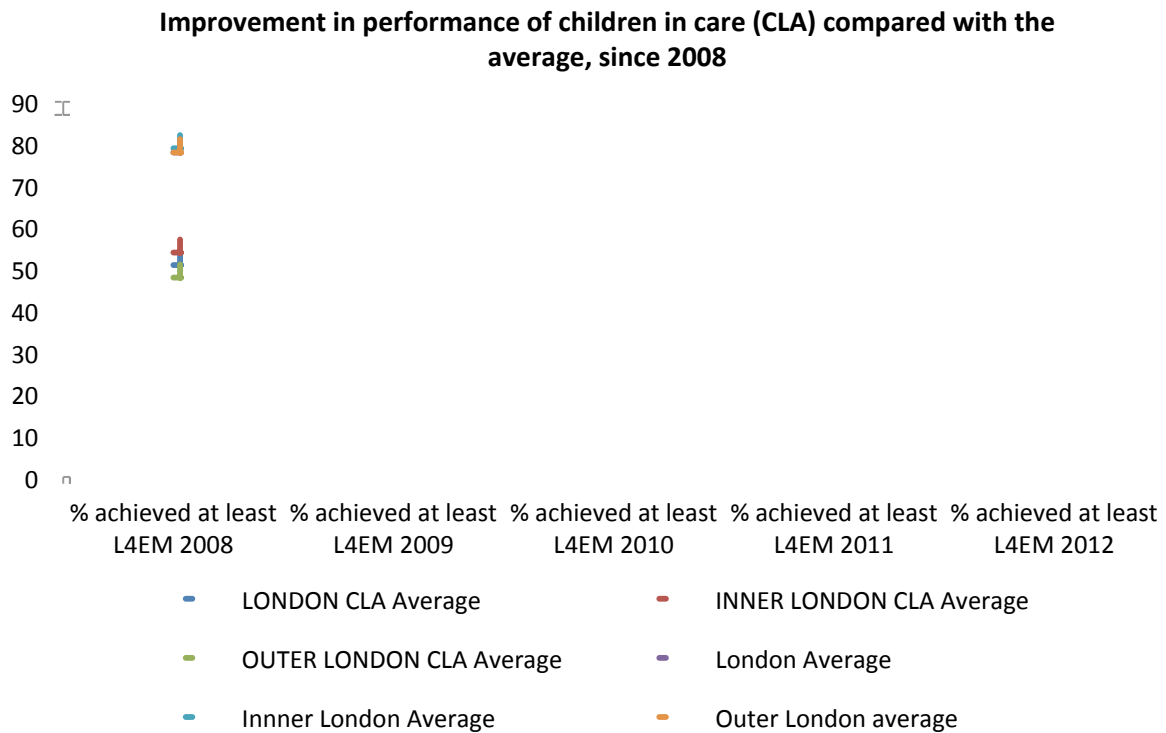 Improvement in performance of children in care (CLA) compared with the
average, since 2008
90
80
70
60
50
40
30
20
10
0
% achieved at least % achieved at least % achieved at least % achieved at least % achieved at least
L4EM 2008 L4EM 2009 L4EM 2010 L4EM 2011 L4EM 2012
LONDON CLA Average INNER LONDON CLA Average
OUTER LONDON CLA Average London Average
Innner London Average Outer London average